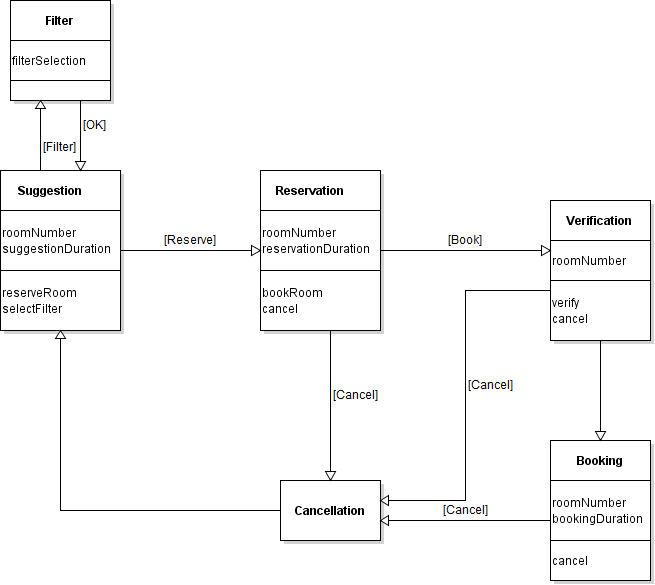 Filter
filterSelection
[OK]
[Filter]
Suggestion
roomNumber
suggestionDuration
reserveRoom
selectFilter
[Reserve]
Reservation
roomNumber
reservationDuration
bookRoom
cancel
[Book]
Verification
roomNumber
verify
cancel
[Cancel]
[Cancel]
Cancellation
[Cancel]
Booking
roomNumber
bookingDuration
cancel